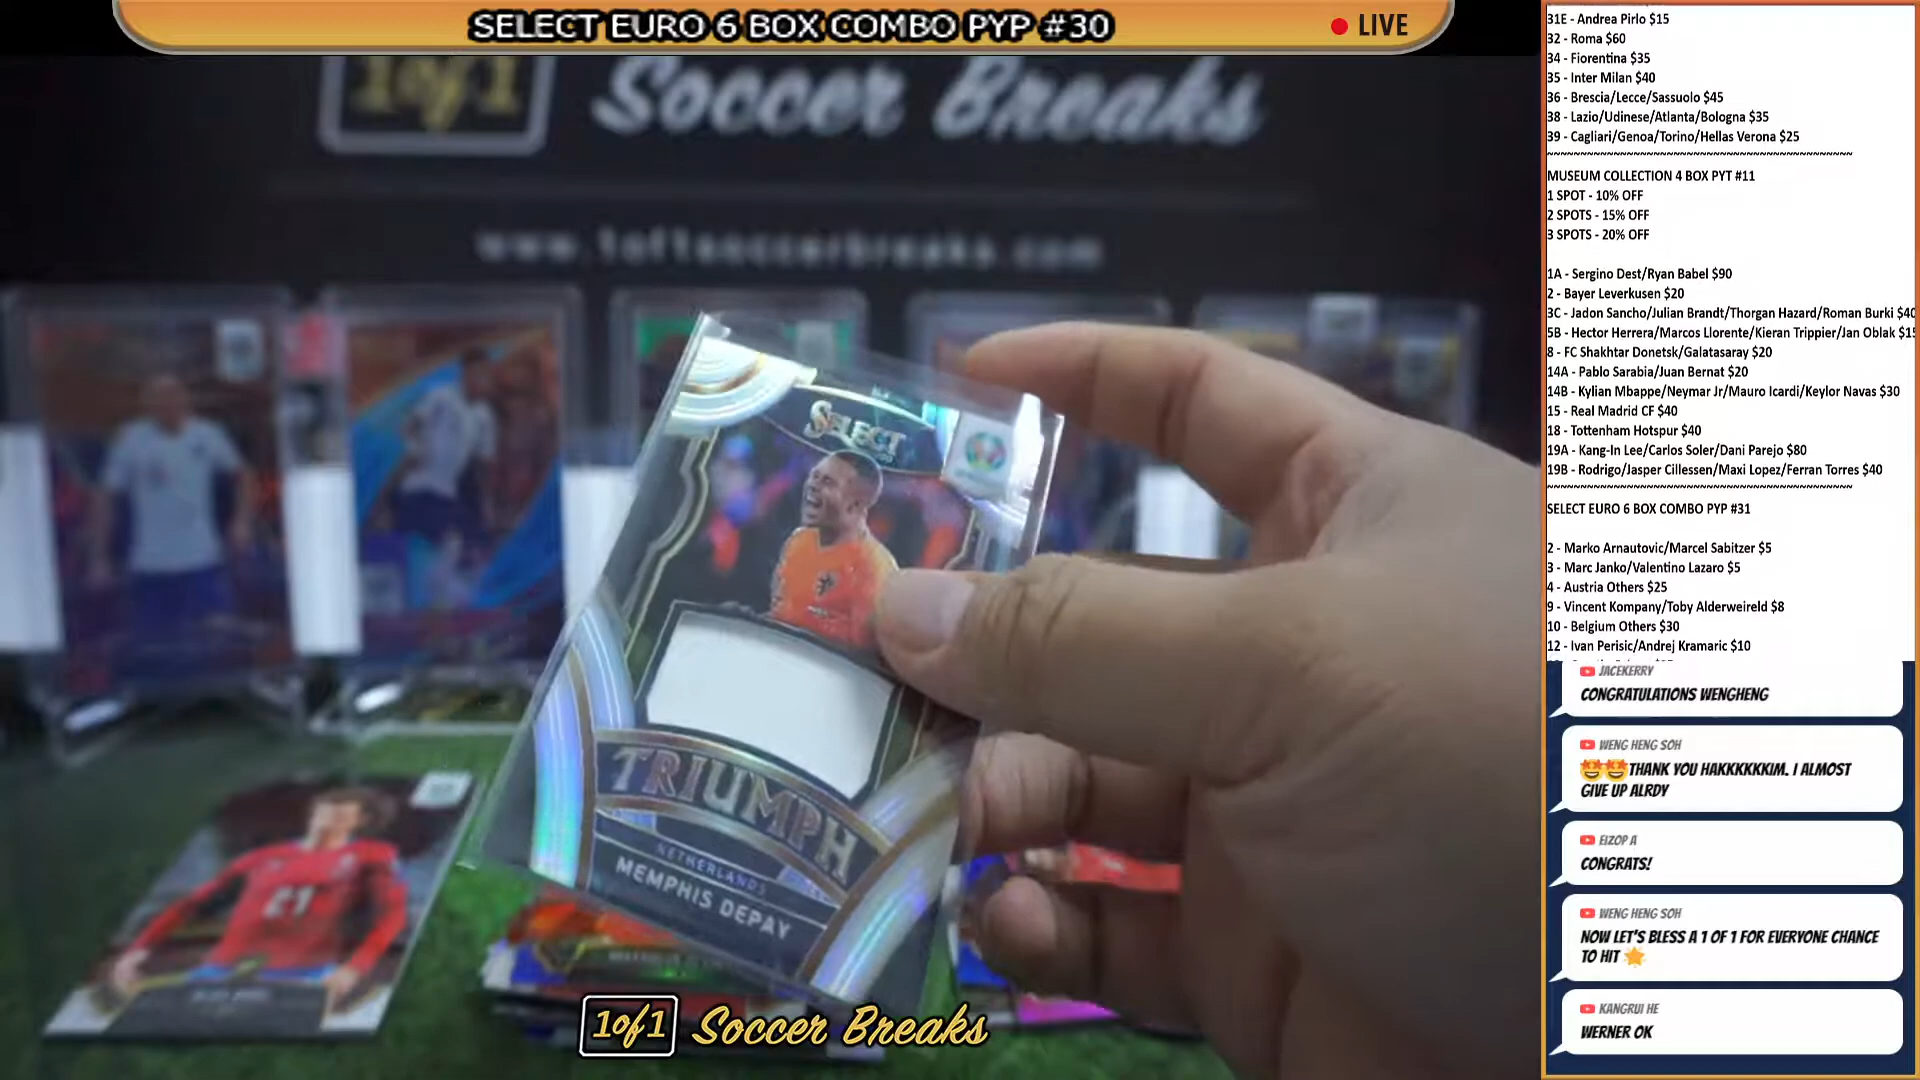 SELECT EURO 6 BOX COMBO PYP #30
LIVE
1of1 Soccer Breaks
www.1of1soccerbreaks.com
SELECT
21
TRIUMPH
NETHERLANDS
MEMPHIS DEPAY
1of1 Soccer Breaks
31E - Andrea Pirlo $15
32 - Roma $60
34 - Fiorentina $35
35 - Inter Milan $40
36 - Brescia/Lecce/Sassuolo $45
38 - Lazio/Udinese/Atlanta/Bologna $35
39 - Cagliari/Genoa/Torino/Hellas Verona $25
~~~~~~~~~~~~~~~~~~~~~~~~~~~~~~~~~~~~~~~~~~~~~
MUSEUM COLLECTION 4 BOX PYT #11
1 SPOT - 10% OFF
2 SPOTS - 15% OFF
3 SPOTS - 20% OFF
1A - Sergino Dest/Ryan Babel $90
2 - Bayer Leverkusen $20
3C - Jadon Sancho/Julian Brandt/Thorgan Hazard/Roman Burki $40
5B - Hector Herrera/Marcos Llorente/Kieran Trippier/Jan Oblak $15
8 - FC Shakhtar Donetsk/Galatasaray $20
14A - Pablo Sarabia/Juan Bernat $20
14B - Kylian Mbappe/Neymar Jr/Mauro Icardi/Keylor Navas $30
15 - Real Madrid CF $40
18 - Tottenham Hotspur $40
19A - Kang-In Lee/Carlos Soler/Dani Parejo $80
19B - Rodrigo/Jasper Cillessen/Maxi Lopez/Ferran Torres $40
~~~~~~~~~~~~~~~~~~~~~~~~~~~~~~~~~~~~~~~~~~~~~
SELECT EURO 6 BOX COMBO PYP #31
2 - Marko Arnautovic/Marcel Sabitzer $5
3 - Marc Janko/Valentino Lazaro $5
4 - Austria Others $25
9 - Vincent Kompany/Toby Alderweireld $8
10 - Belgium Others $30
12 - Ivan Perisic/Andrej Kramaric $10
JACEKERRY
CONGRATULATIONS WENGHENG
WENG HENG SOH
🤩🤩THANK YOU HAKKKKKKIM. I ALMOST
GIVE UP ALRDY
EIZOP A
CONGRATS!
WENG HENG SOH
NOW LET'S BLESS A 1 OF 1 FOR EVERYONE CHANCE
TO HIT 🌟
KANGRUI HE
WERNER OK